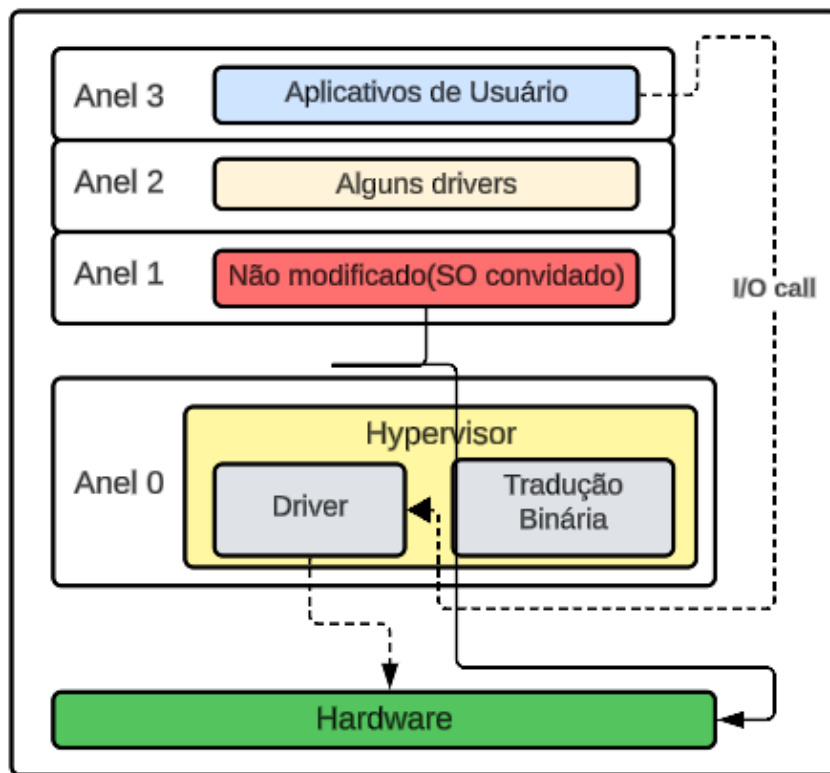 Anel 3
Aplicativos de Usuário
Anel 2
Alguns drivers
Anel 1
Não modificado(SO convidado)
I/O call
Anel 0
Hypervisor
Driver
Tradução
Binária
Hardware